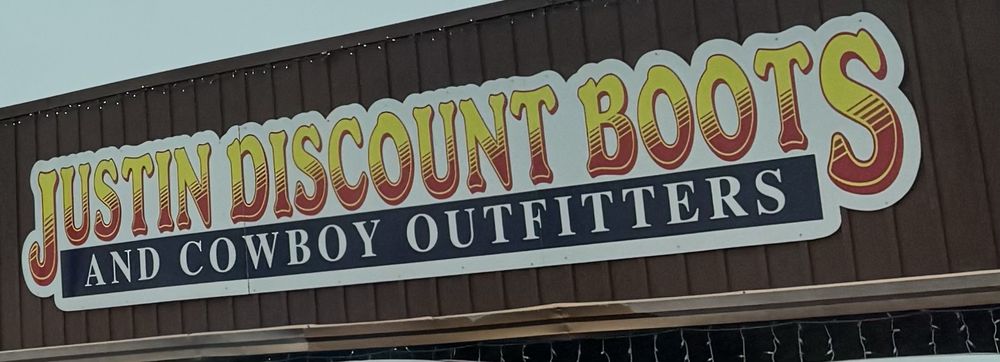 JUSTIN DISCOUNT BOOTS
AND COWBOY OUTFITTERS